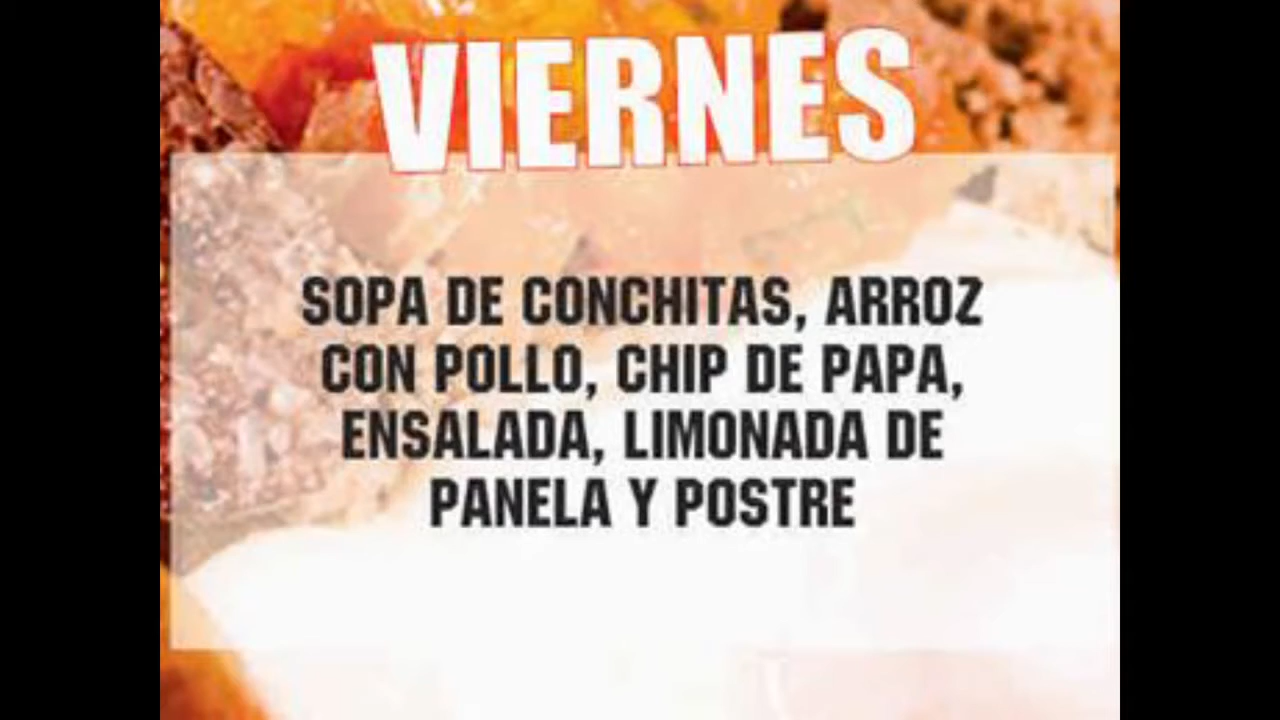 VIERNES
SOPA DE CONCHITAS, ARROZ
CON POLLO, CHIP DE PAPA,
ENSALADA, LIMONADA DE
PANELA Y POSTRE